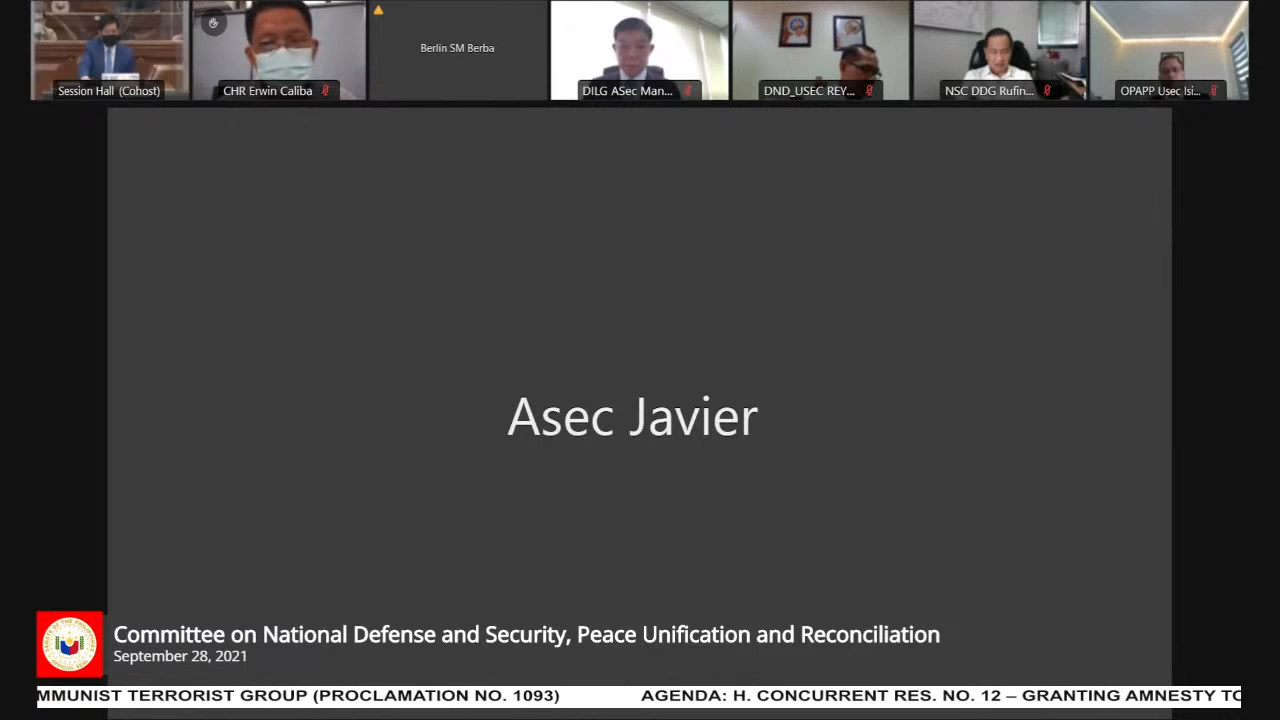 Session Hall (Cohost)
CHR Erwin Caliba
Berlin SM Berba
DILG ASec Man...
DND_USEC REY...
NSC DDG Rufin...
OPAPP Usec Isi...
Asec Javier
Committee on National Defense and Security, Peace Unification and Reconciliation
September 28, 2021
MMUNIST TERRORIST GROUP (PROCLAMATION NO. 1093) AGENDA: H. CONCURRENT RES. NO. 12 – GRANTING AMNESTY TO